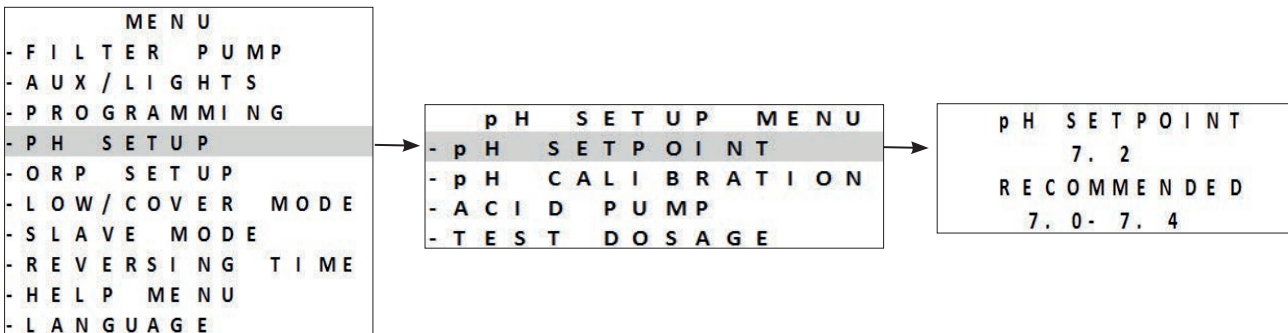 MENU
-FILTER PUMP
-AUX/LIGHTS
-PROGRAMMING
-PH SETUP
-ORP SETUP
-LOW/COVER MODE
-SLAVE MODE
-REVERSING TIME
-HELP MENU
-LANGUAGE
pH SETUP MENU
-pH SETPOINT
-pH CALIBRATION
-ACID PUMP
-TEST DOSAGE
pH SETPOINT
7.2
RECOMMENDED
7.0-7.4